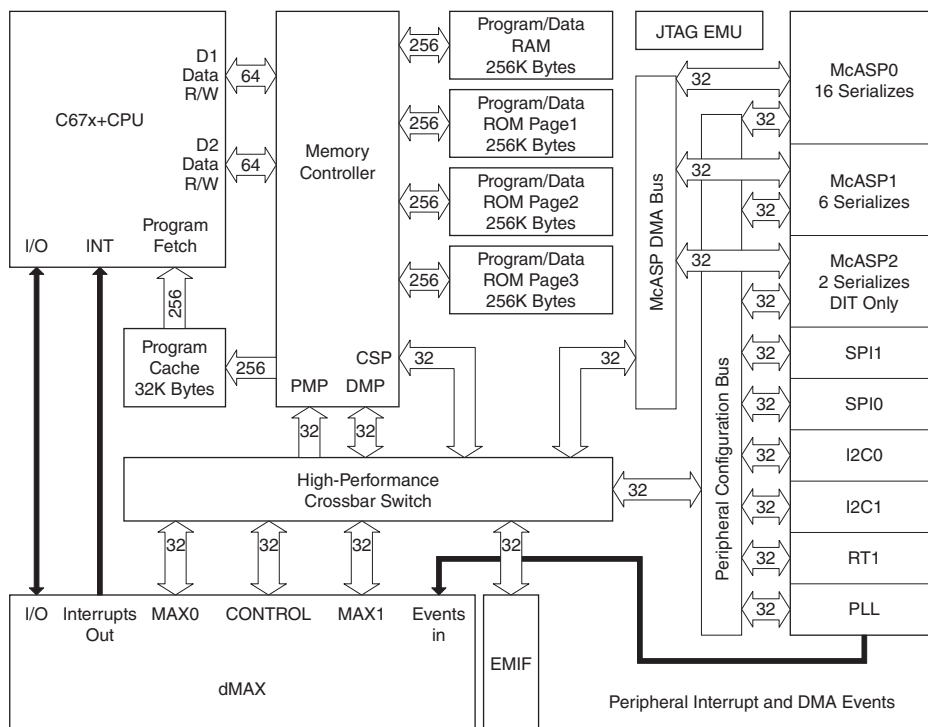 C67x+CPU
D1
Data
R/W
D2
Data
R/W
I/O
INT
Program
Fetch
64
64
256
Program
Cache
32K Bytes
256
Memory
Controller
CSP
PMP
DMP
256
Program/Data
RAM
256K Bytes
256
Program/Data
ROM Page1
256K Bytes
256
Program/Data
ROM Page2
256K Bytes
256
Program/Data
ROM Page3
256K Bytes
32
32
32
32
High-Performance
Crossbar Switch
32
32
32
32
32
I/O
Interrupts
Out
MAX0
CONTROL
MAX1
Events
in
dMAX
EMIF
JTAG EMU
McASP DMA Bus
Peripheral Configuration Bus
32
32
32
32
32
32
32
32
32
32
32
32
McASP0
16 Serializes
McASP1
6 Serializes
McASP2
2 Serializes
DIT Only
SPI1
SPI0
I2C0
I2C1
RT1
PLL
Peripheral Interrupt and DMA Events